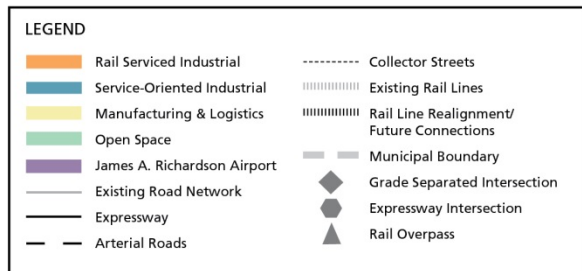 LEGEND
Rail Serviced Industrial
Service-Oriented Industrial
Manufacturing & Logistics
Open Space
James A. Richardson Airport
Existing Road Network
Expressway
Arterial Roads
Collector Streets
Existing Rail Lines
Rail Line Realignment/
Future Connections
Municipal Boundary
Grade Separated Intersection
Expressway Intersection
Rail Overpass